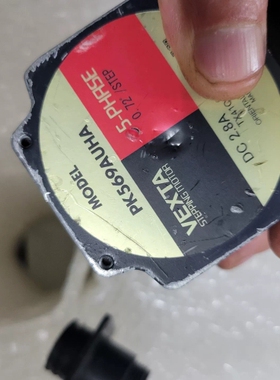 VEXTA
STEPPING MOTOR
5-PHASE
0.72°/STEP
MODEL
PK569AUHA
DC 2.8A